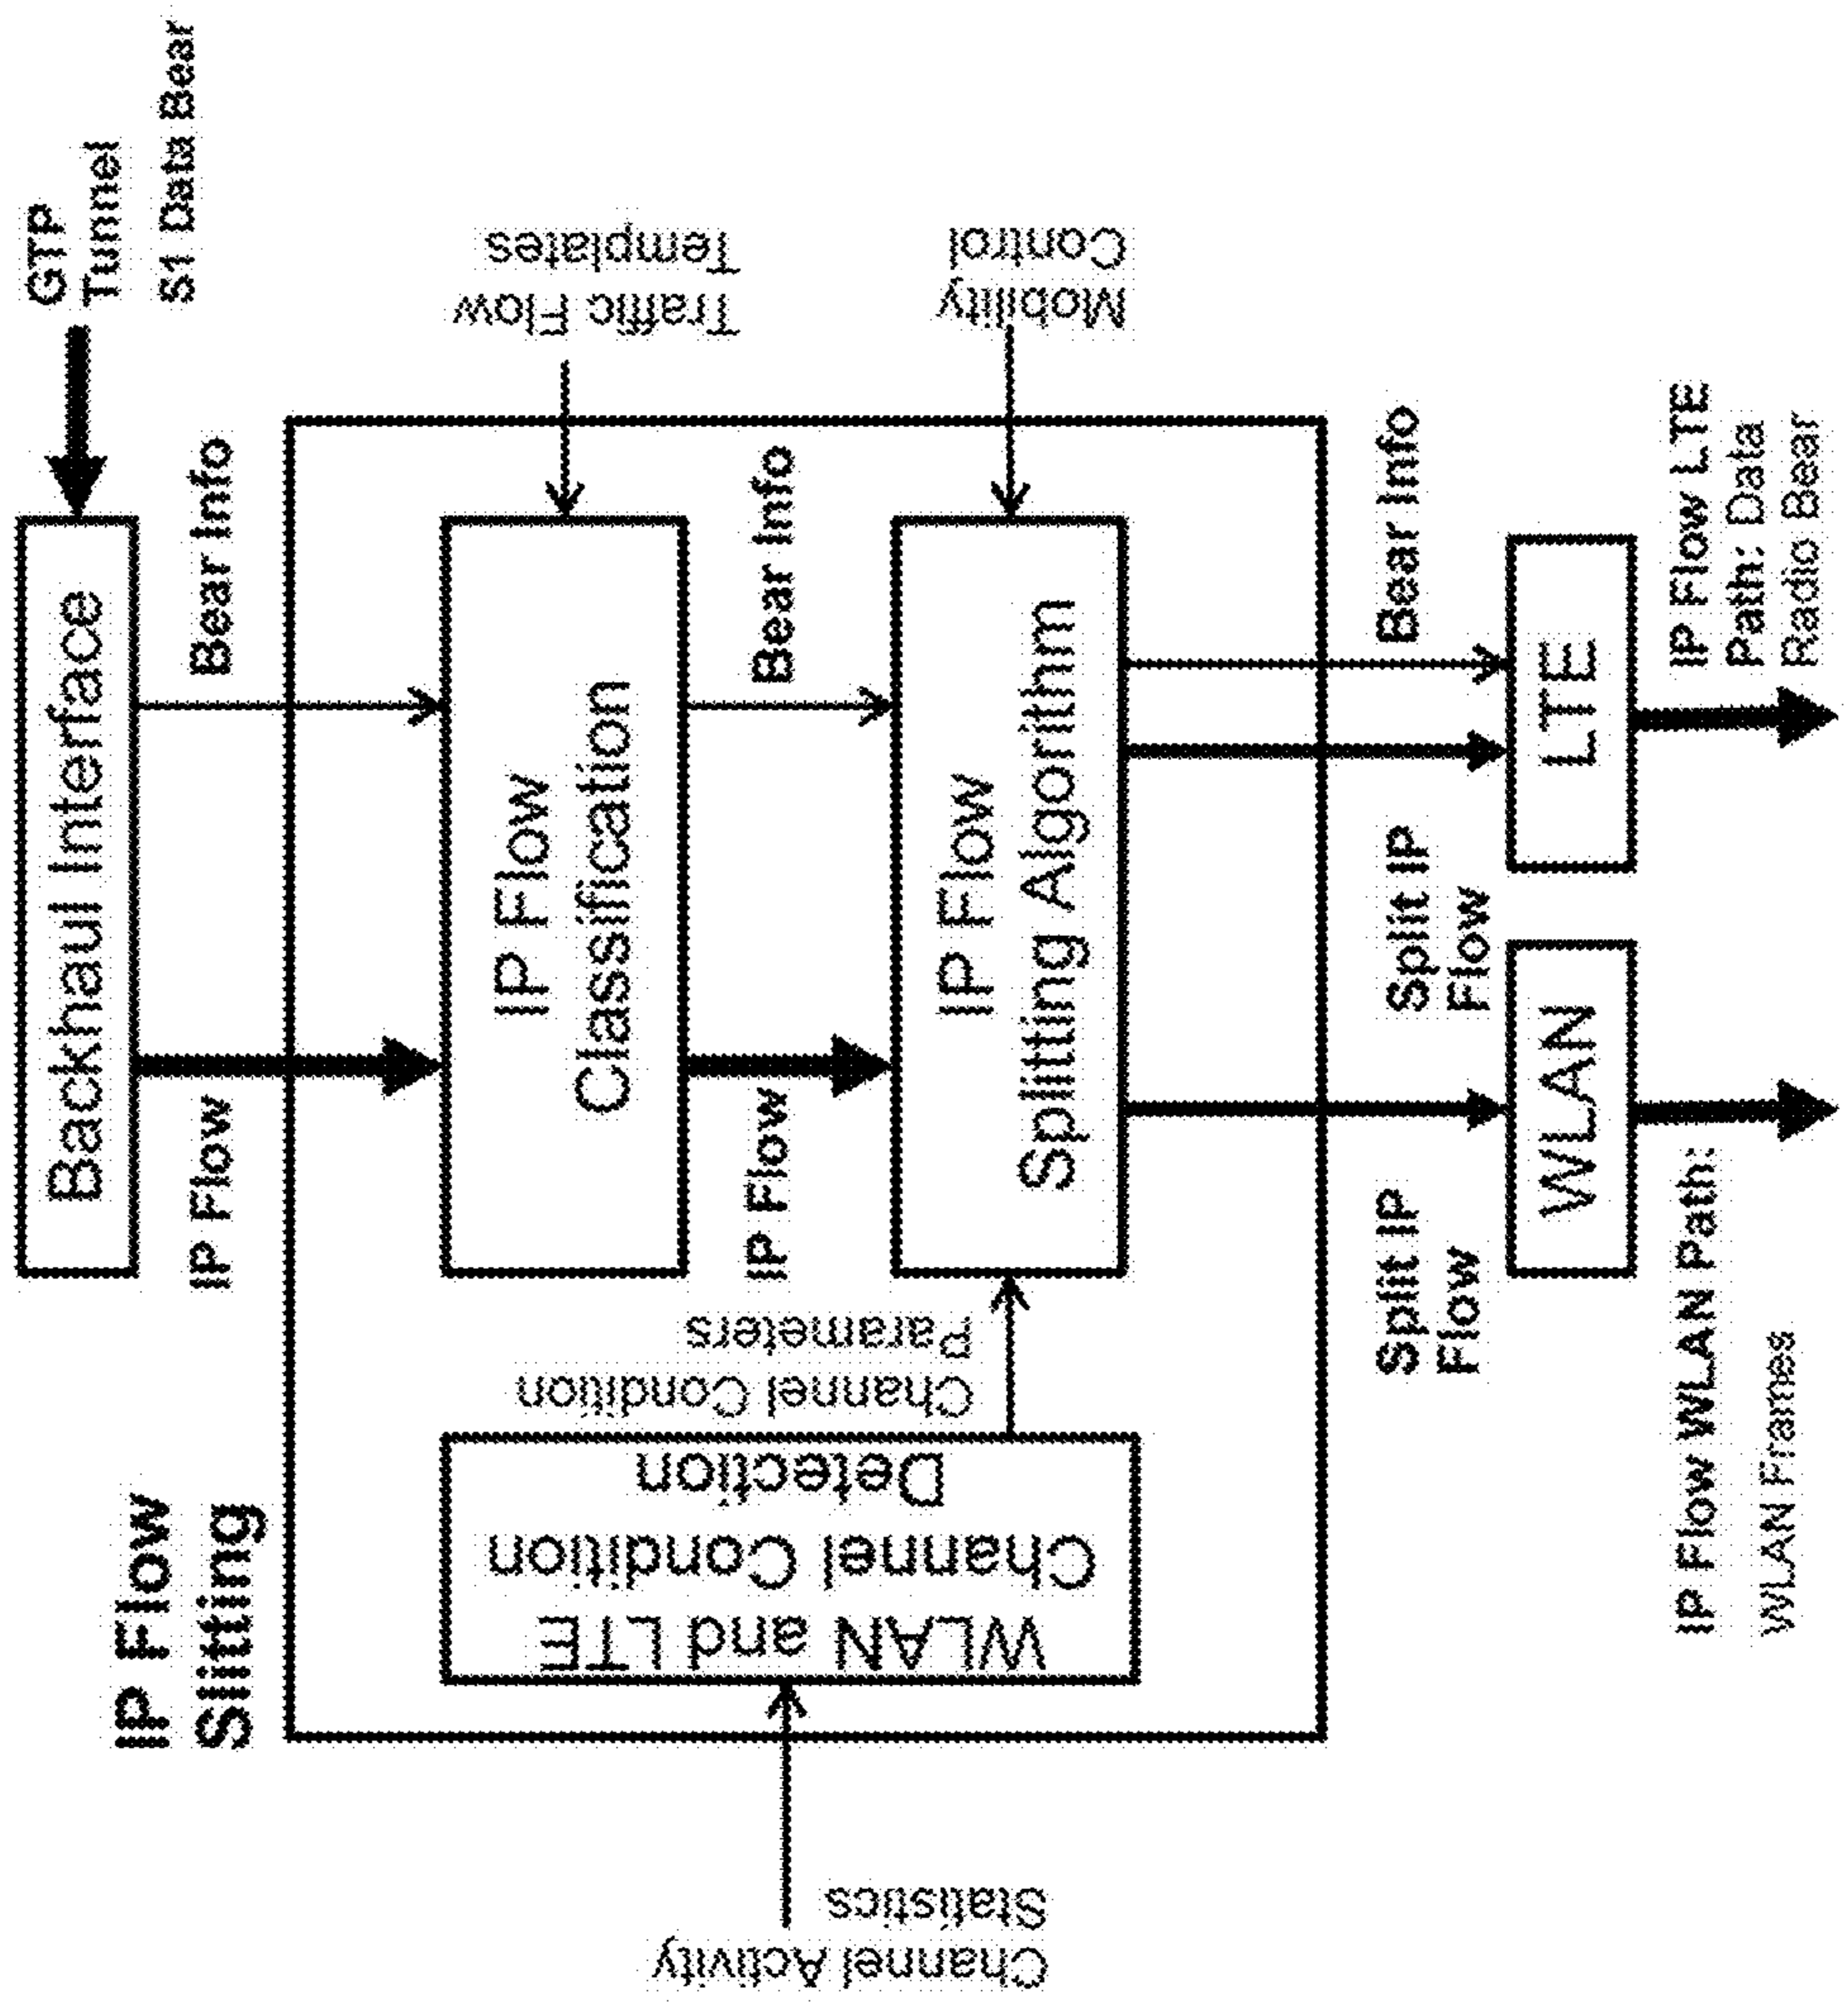 GTP
Tunnel
S1 Data Bear
Backhaul Interface
IP Flow
Bear Info
IP Flow
Slitting
Traffic Flow
Templates
IP Flow
Classification
IP Flow
Bear Info
Mobility
Control
IP Flow
Splitting Algorithm
Channel Condition
Parameters
WLAN and LTE
Channel Condition
Detection
Channel Activity
Statistics
Split IP
Flow
Split IP
Flow
Bear Info
WLAN
LTE
IP Flow WLAN Path:
WLAN Frames
IP Flow LTE
Path: Data
Radio Bear